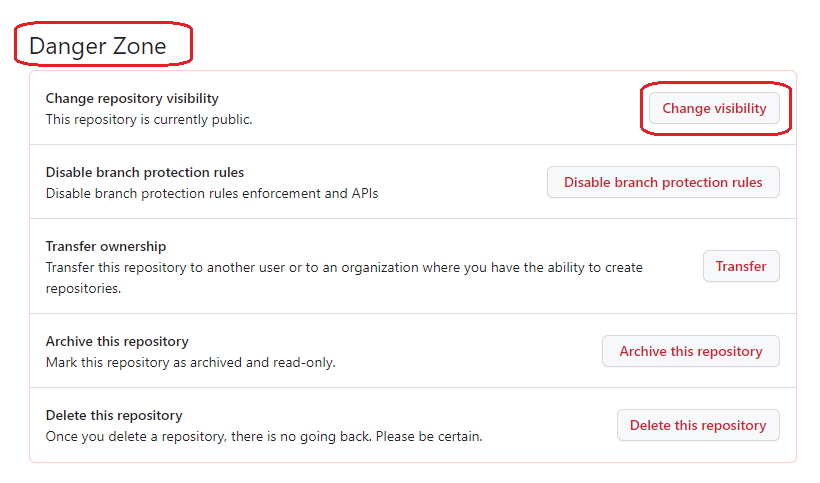 Danger Zone
Change repository visibility
This repository is currently public.
Change visibility
Disable branch protection rules
Disable branch protection rules enforcement and APIs
Disable branch protection rules
Transfer ownership
Transfer this repository to another user or to an organization where you have the ability to create
repositories.
Transfer
Archive this repository
Mark this repository as archived and read-only.
Archive this repository
Delete this repository
Once you delete a repository, there is no going back. Please be certain.
Delete this repository